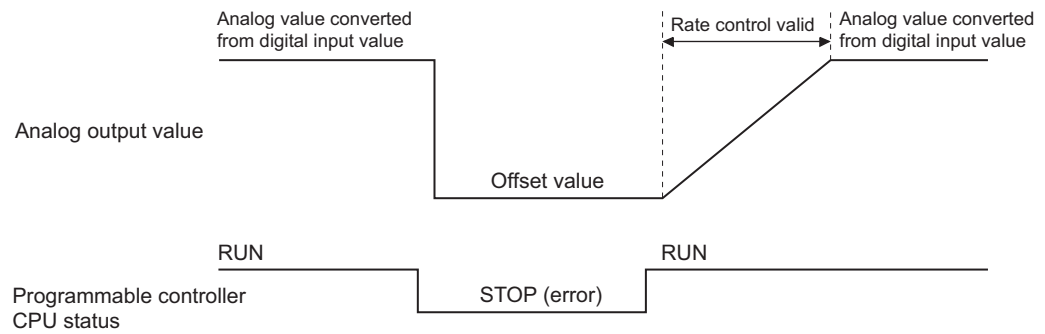 Analog value converted
from digital input value
Rate control valid
Analog value converted
from digital input value
Analog output value
Offset value
RUN
RUN
STOP (error)
Programmable controller
CPU status